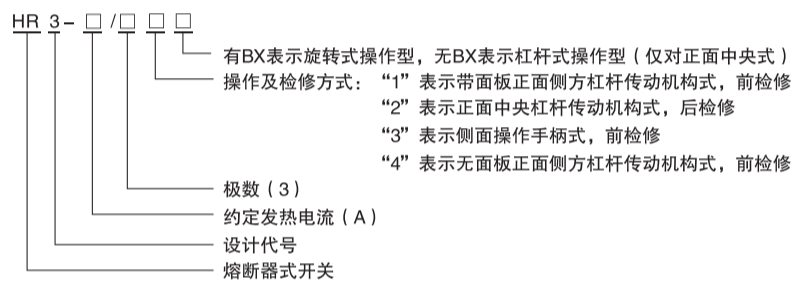 HR 3-□/□ □ □
有BX表示旋转式操作型，无BX表示杠杆式操作型（仅对正面中央式）
操作及检修方式：“1”表示带面板正面侧方杠杆传动机构式，前检修
“2”表示正面中央杠杆传动机构式，后检修
“3”表示侧面操作手柄式，前检修
“4”表示无面板正面侧方杠杆传动机构式，前检修
极数（3）
约定发热电流（A）
设计代号
熔断器式开关